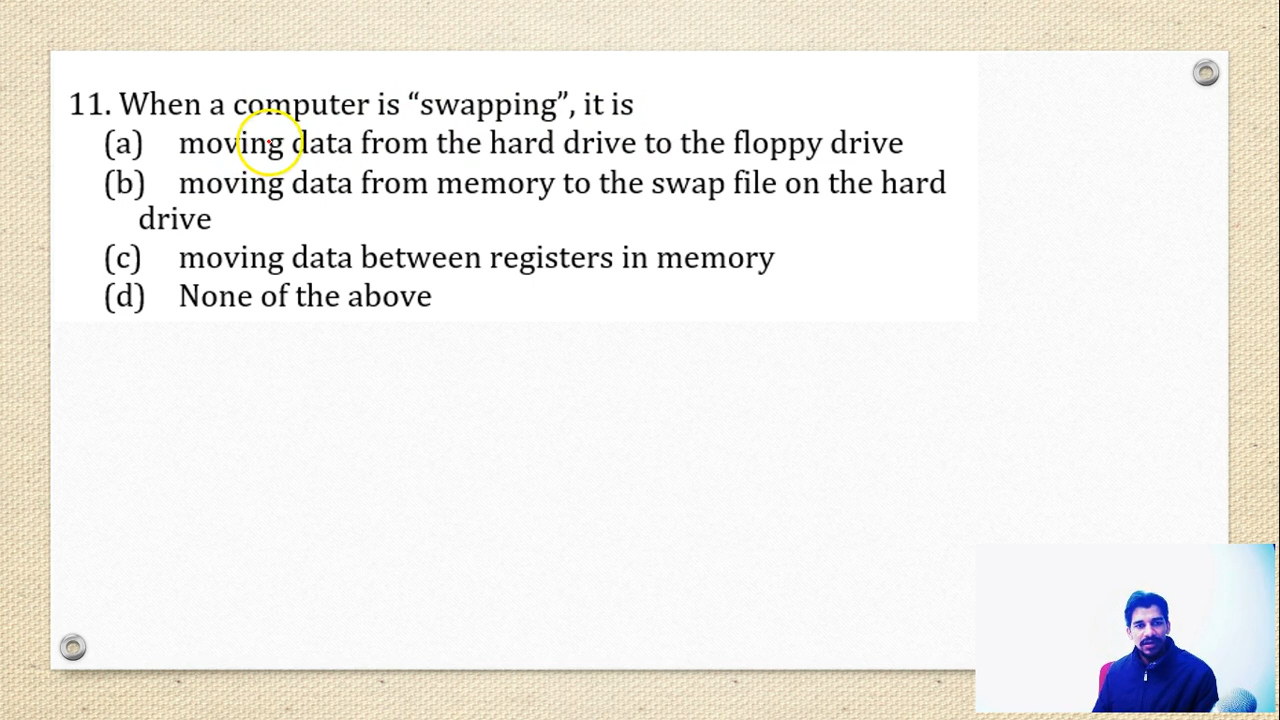 11. When a computer is “swapping”, it is
(a) moving data from the hard drive to the floppy drive
(b) moving data from memory to the swap file on the hard
drive
(c) moving data between registers in memory
(d) None of the above